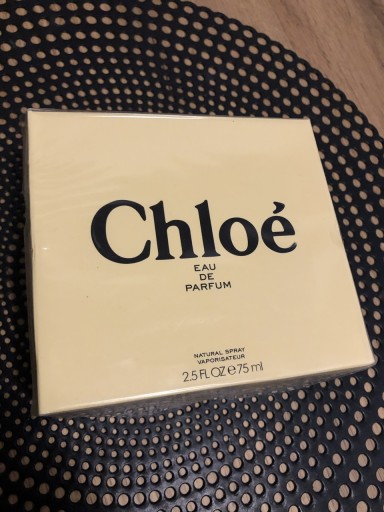 Chloé
EAU
DE
PARFUM
NATURAL SPRAY
VAPORISATEUR
2.5 FL OZ ℮ 75 ml